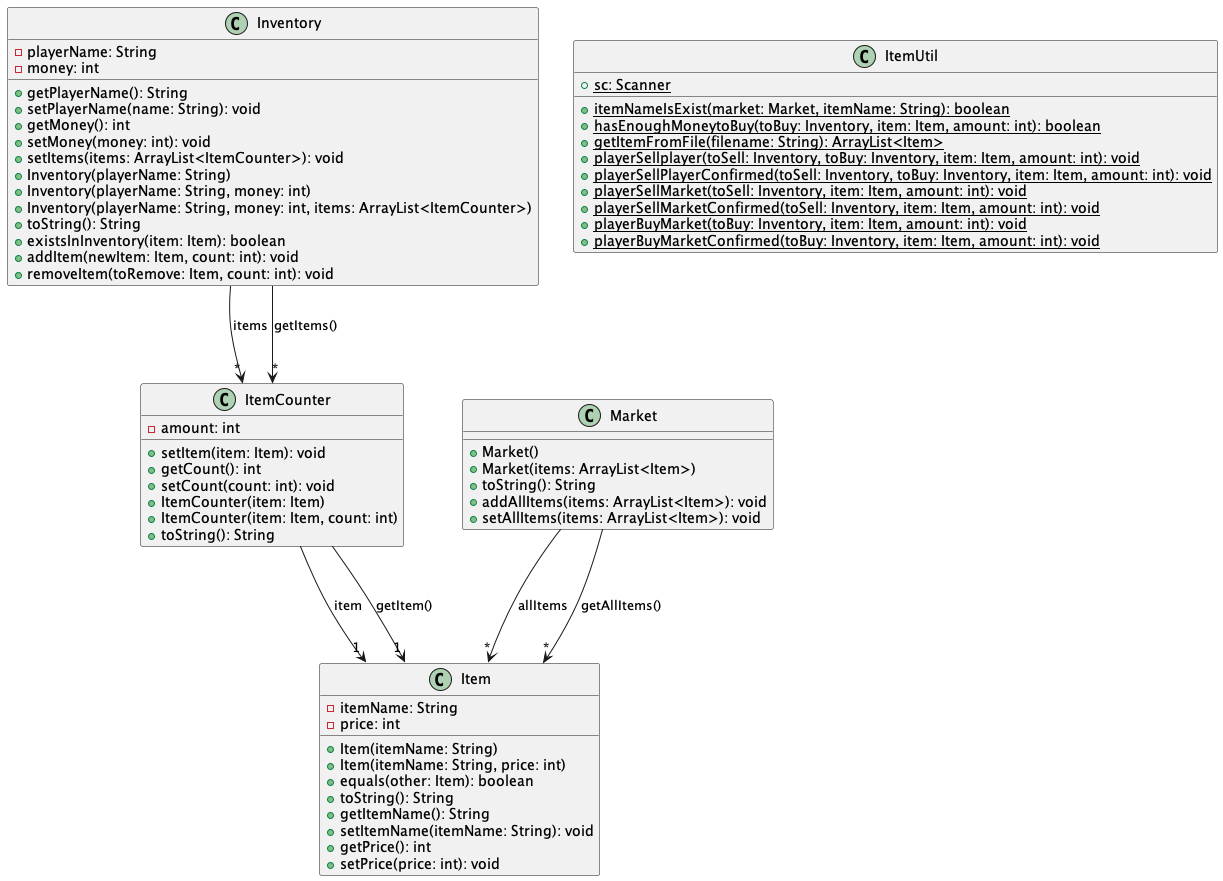 C Inventory
playerName: String
money: int
getPlayerName(): String
setPlayerName(name: String): void
getMoney(): int
setMoney(money: int): void
setItems(items: ArrayList<ItemCounter>): void
Inventory(playerName: String)
Inventory(playerName: String, money: int)
Inventory(playerName: String, money: int, items: ArrayList<ItemCounter>)
toString(): String
existsInInventory(item: Item): boolean
addItem(newItem: Item, count: int): void
removeItem(toRemove: Item, count: int): void
C ItemUtil
sc: Scanner
itemNameIsExist(market: Market, itemName: String): boolean
hasEnoughMoneytoBuy(toBuy: Inventory, item: Item, amount: int): boolean
getItemFromFile(filename: String): ArrayList<Item>
playerSellplayer(toSell: Inventory, toBuy: Inventory, item: Item, amount: int): void
playerSellPlayerConfirmed(toSell: Inventory, toBuy: Inventory, item: Item, amount: int): void
playerSellMarket(toSell: Inventory, item: Item, amount: int): void
playerSellMarketConfirmed(toSell: Inventory, item: Item, amount: int): void
playerBuyMarket(toBuy: Inventory, item: Item, amount: int): void
playerBuyMarketConfirmed(toBuy: Inventory, item: Item, amount: int): void
items getItems()
* *
C ItemCounter
amount: int
setItem(item: Item): void
getCount(): int
setCount(count: int): void
ItemCounter(item: Item)
ItemCounter(item: Item, count: int)
toString(): String
C Market
Market()
Market(items: ArrayList<Item>)
toString(): String
addAllItems(items: ArrayList<Item>): void
setAllItems(items: ArrayList<Item>): void
item getItem() allItems getAllItems()
1 1 * *
C Item
itemName: String
price: int
Item(itemName: String)
Item(itemName: String, price: int)
equals(other: Item): boolean
toString(): String
getItemName(): String
setItemName(itemName: String): void
getPrice(): int
setPrice(price: int): void